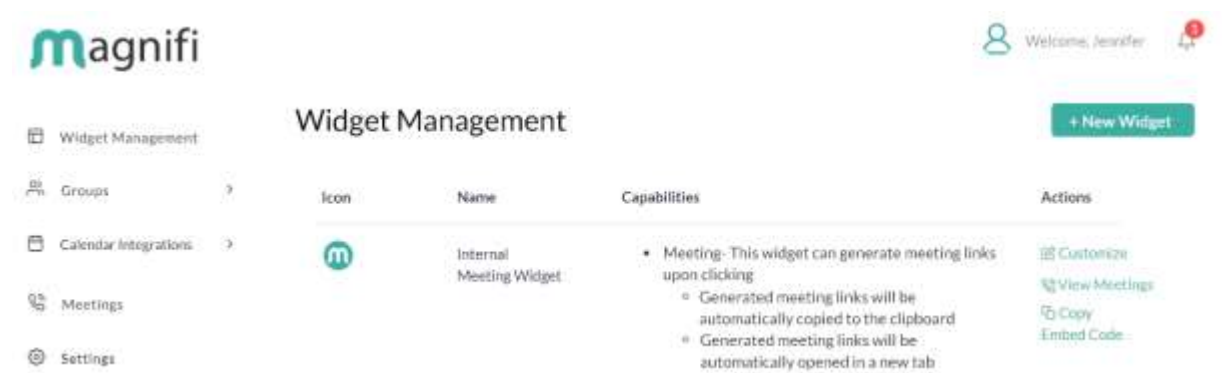 magnifi
Welcome, Jennifer
3
Widget Management
Groups
Calendar Integrations
Meetings
Settings
Widget Management
+ New Widget
Icon Name Capabilities Actions
m
Internal
Meeting Widget
• Meeting- This widget can generate meeting links
upon clicking
Generated meeting links will be
automatically copied to the clipboard
Generated meeting links will be
automatically opened in a new tab
Customize
View Meetings
Copy
Embed Code